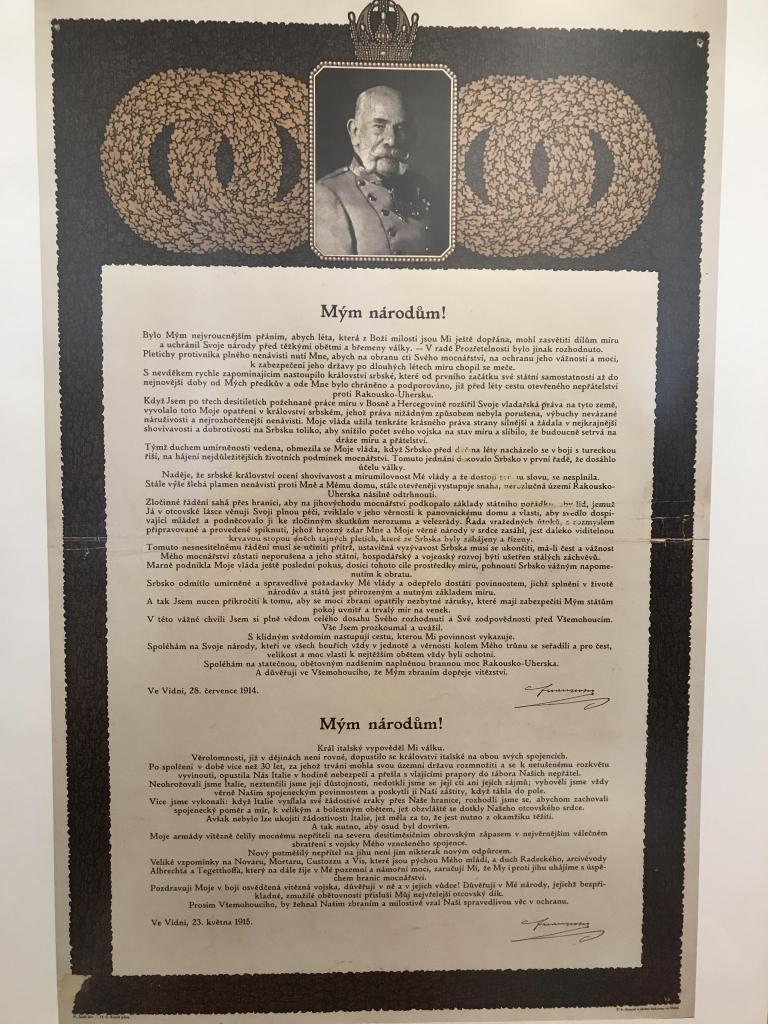 Mým národům!
Bylo Mým nejvroucnějším přáním, abych léta, která z Boží milosti jsou Mi ještě dopřána, mohl zasvětiti dílům míru
a uchrániti Svoje národy před těžkými obětmi a břemeny války. — V radě Prozřetelnosti bylo jinak rozhodnuto.
Pletichy protivníka plného nenávisti nutí Mne, abych na obranu cti Svého mocnářství, na ochranu jeho vážnosti a moci,
k zabezpečení jeho državy po dlouhých létech míru chopil se meče.
S nevděkem rychle zapomínajícím nastoupilo království srbské, které od prvního začátku své státní samostatnosti až do
nejnovější doby od Mých předkův a ode Mne bylo chráněno a podporováno, již před léty cestu otevřeného nepřátelství
proti Rakousko-Uhersku.
Když Jsem po třech desítiletích požehnané práce míru v Bosně a Hercegovině rozšířil Svoje vladařská práva na tyto země,
vyvolalo toto Moje opatření v království srbském, jehož práva nižádným způsobem nebyla porušena, výbuchy nevázané
náruživosti a nejrozhořčenější nenávisti. Moje vláda užila tenkráte krásného práva strany silnější a žádala v nejkrajnější
shovívavosti a dobrotivosti na Srbsku toliko, aby snížilo počet svého vojska na stav míru a slíbilo, že budoucně setrvá na
dráze míru a přátelství.
Týmž duchem umírněnosti vedena, obmezila se Moje vláda, když Srbsko před léty nacházelo se v boji s tureckou
říší, na hájení nejdůležitějších životních podmínek mocnářství. Tomuto jednání děkovalo Srbsko v první řadě, že dosáhlo
účelu války.
Naděje, že srbské království ocení shovívavost a mírumilovnost Mé vlády a že dostojí slovu, se nesplnila.
Stále výše šlehá plamen nenávisti proti Mně a Mému domu, stále otevřeněji vystupuje snaha, nerozlučná území Rakousko-
Uherska násilně odtrhnouti.
Zločinné řádění sahá přes hranici, aby na jihovýchodu mocnářství podkopalo základy státního pořádku, aby lid, jemuž
Já v otcovské lásce věnuji Svoji plnou péči, zviklalo v jeho věrnosti k panovnickému domu a vlasti, aby svedlo dospí-
vající mládež a podněcovalo ji ke zločinným skutkům nerozumu a velezrády. Řada vražedných útoků, s rozmyslem
připravované a provedené spiknutí, jehož hrozný zdar Mne a Moje věrné národy v srdce zasáhl, jest daleko viditelnou
krvavou stopou oněch tajných pletich, které ze Srbska byly zahájeny a řízeny.
Tomuto nesnesitelnému řádění musí se učiniti přítrž, ustavičná vyzývavost Srbska musí se ukončiti, má-li čest a vážnost
Mého mocnářství zůstati neporušena a jeho státní, hospodářský a vojenský rozvoj býti ušetřen stálých záchvěvů.
Marně podnikla Moje vláda ještě poslední pokus, dosíci tohoto cíle prostředky míru, pohnouti Srbsko vážným napome-
nutím k obratu.
Srbsko odmítlo umírněné a spravedlivé požadavky Mé vlády a odepřelo dostáti povinnostem, jichž splnění v životě
národův a států jest přirozeným a nutným základem míru.
A tak Jsem nucen přikročiti k tomu, aby se mocí zbraní opatřily nezbytné záruky, které mají zabezpečiti Mým státům
pokoj uvnitř a trvalý mír na venek.
V této vážné chvíli Jsem si plně vědom celého dosahu Svého rozhodnutí a Své zodpovědnosti před Všemohoucím.
Vše Jsem prozkoumal a uvážil.
S klidným svědomím nastupuji cestu, kterou Mi povinnost vykazuje.
Spoléhám na Svoje národy, kteří ve všech bouřích vždy v jednotě a věrnosti kolem Mého trůnu se seřadili a pro čest,
velikost a moc vlasti k nejtěžším obětem vždy byli ochotni.
Spoléhám na statečnou, obětovným nadšením naplněnou brannou moc Rakousko-Uherska.
A důvěřuji ve Všemohoucího, že Mým zbraním dopřeje vítězství.
Ve Vídni, 28. července 1914.
Mým národům!
Král italský vypověděl Mi válku.
Věrolomnosti, jíž v dějinách není rovné, dopustilo se království italské na obou svých spojencích.
Po spolčení v době více než 30 let, za jehož trvání mohla svou územní državu rozmnožiti a se k netušenému rozkvětu
vyvinouti, opustila Nás Italie v hodině nebezpečí a přešla s vlajícími prapory do tábora Našich nepřátel.
Neohrožovali jsme Italie, neztenčili jsme její důstojnosti, nedotkli jsme se její cti ani jejích zájmů; vyhověli jsme vždy
věrně Našim spojeneckým povinnostem a poskytli jí Naší záštity, když táhla do pole.
Více jsme vykonali: když Italie vysílala své žádostivé zraky přes Naše hranice, rozhodli jsme se, abychom zachovali
spojenecký poměr a mír, k velikým a bolestným obětem, jež obzvláště se dotkly Našeho otcovského srdce.
Avšak nebylo lze ukojiti žádostivosti Italie, jež měla za to, že jest nutno z okamžiku těžiti.
A tak nutno, aby osud byl dovršen.
Moje armády vítězně čelily mocnému nepříteli na severu desítiměsíčním obrovským zápasem v nejvěrnějším válečném
sbratření s vojsky Mého vznešeného spojence.
Nový potměšilý nepřítel na jihu není jim nikterak novým odpůrcem.
Veliké vzpomínky na Novaru, Mortaru, Custozzu a Vis, které jsou pýchou Mého mládí, a duch Radeckého, arcivévody
Albrechta a Tegetthoffa, který na dále žije v Mé pozemní a námořní moci, zaručují Mi, že My i proti jihu uhájíme s úspě-
chem hranic mocnářství.
Pozdravuji Moje v boji osvědčená vítězná vojska, důvěřuji v ně a v jejich vůdce! Důvěřuji v Mé národy, jejichž bezpří-
kladné, zmužilé obětovnosti přísluší Můj nejvřelejší otcovský dík.
Prosím Všemohoucího, by žehnal Našim zbraním a milostivě vzal Naši spravedlivou věc v ochranu.
Ve Vídni, 23. května 1915.